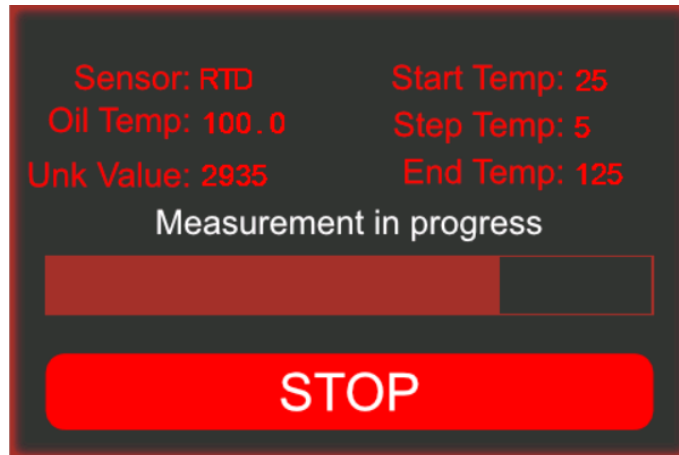 Sensor: RTD
Start Temp: 25
Oil Temp: 100.0
Step Temp: 5
Unk Value: 2935
End Temp: 125
Measurement in progress
STOP